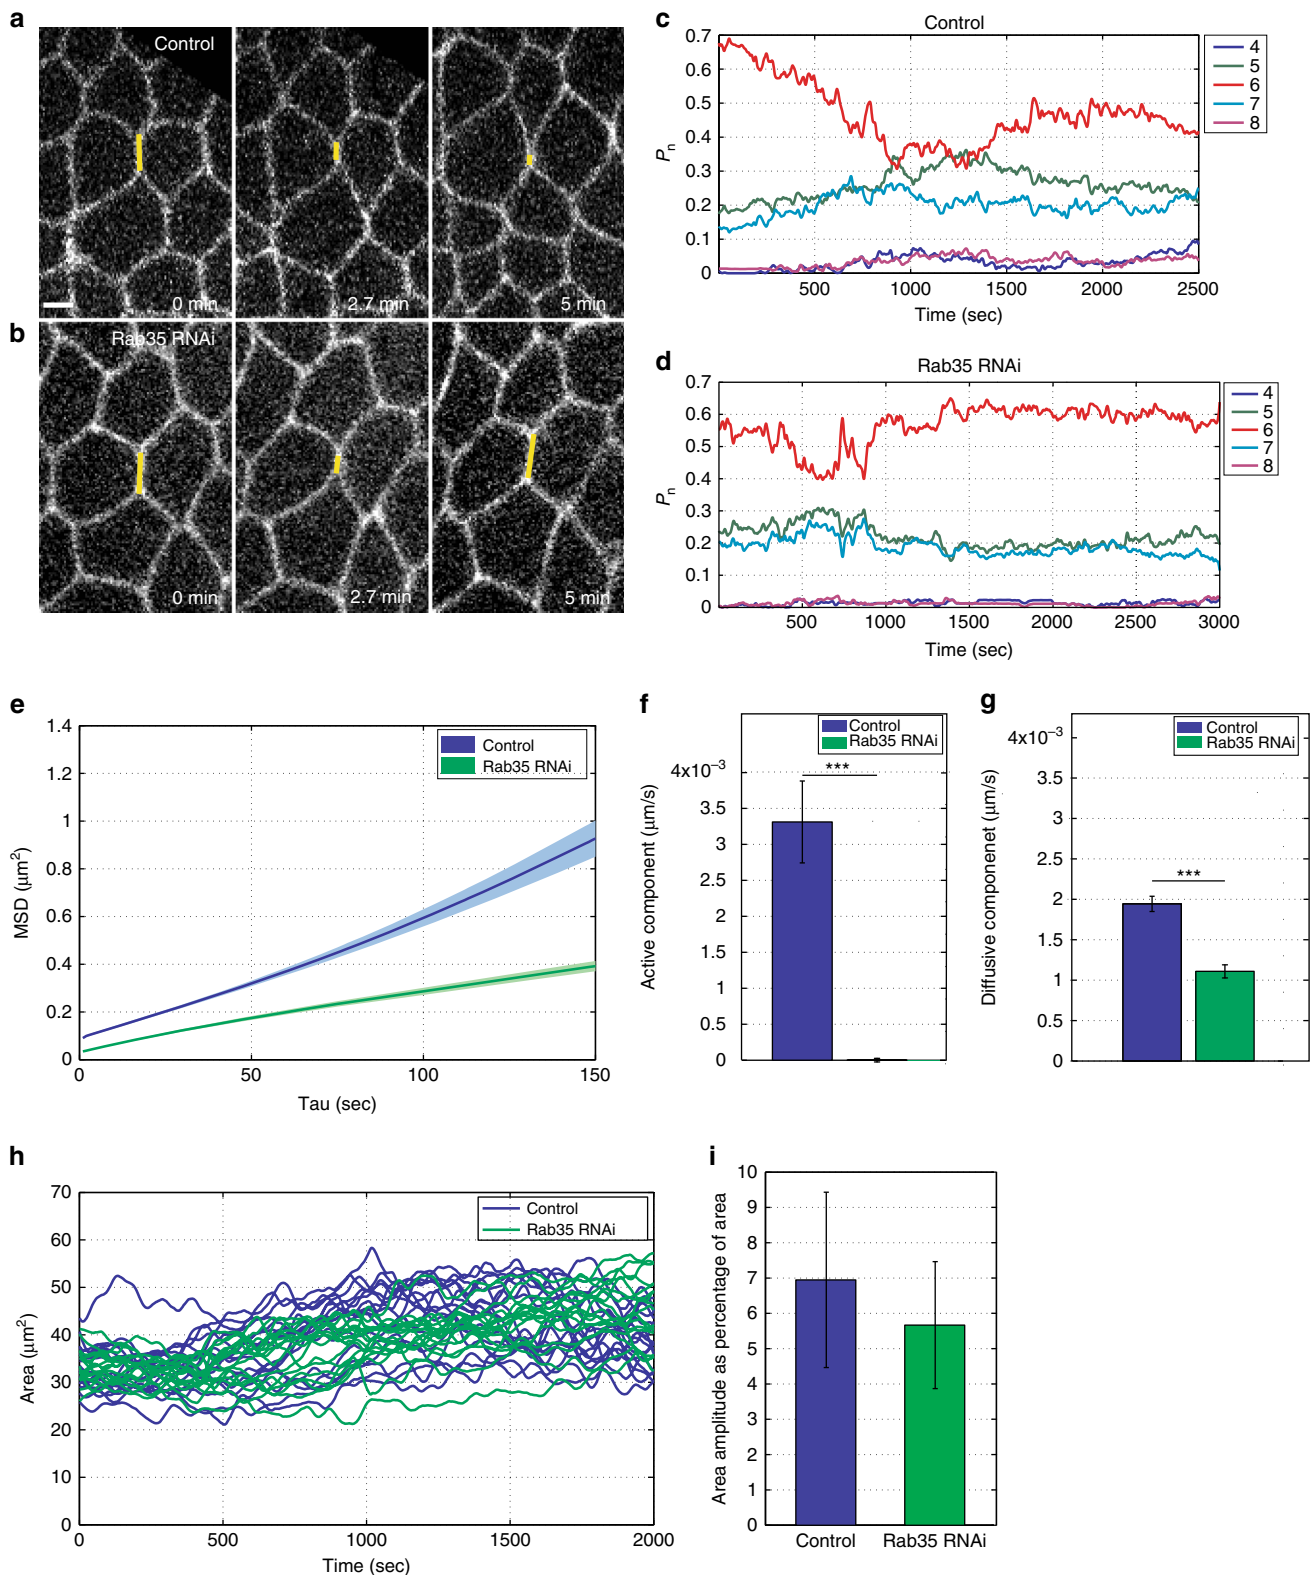 a
Control
0 min
2.7 min
5 min
b
Rab35 RNAi
0 min
2.7 min
5 min
c
Control
0.7
0.6
0.5
0.4
0.3
0.2
0.1
0
Pn
500
1000
1500
2000
2500
Time (sec)
4
5
6
7
8
d
Rab35 RNAi
0.7
0.6
0.5
0.4
0.3
0.2
0.1
0
Pn
500
1000
1500
2000
2500
3000
Time (sec)
4
5
6
7
8
e
1.4
1.2
1
0.8
0.6
0.4
0.2
0
MSD (μm²)
0
50
100
150
Tau (sec)
Control
Rab35 RNAi
f
Control
Rab35 RNAi
4x10⁻³
3.5
3
2.5
2
1.5
1
0.5
0
Active component (μm/s)
***
g
Control
Rab35 RNAi
4x10⁻³
3.5
3
2.5
2
1.5
1
0.5
0
Diffusive componenet (μm/s)
***
h
70
60
50
40
30
20
10
0
Area (μm²)
0
500
1000
1500
2000
Time (sec)
Control
Rab35 RNAi
i
10
9
8
7
6
5
4
3
2
1
0
Area amplitude as percentage of area
Control
Rab35 RNAi